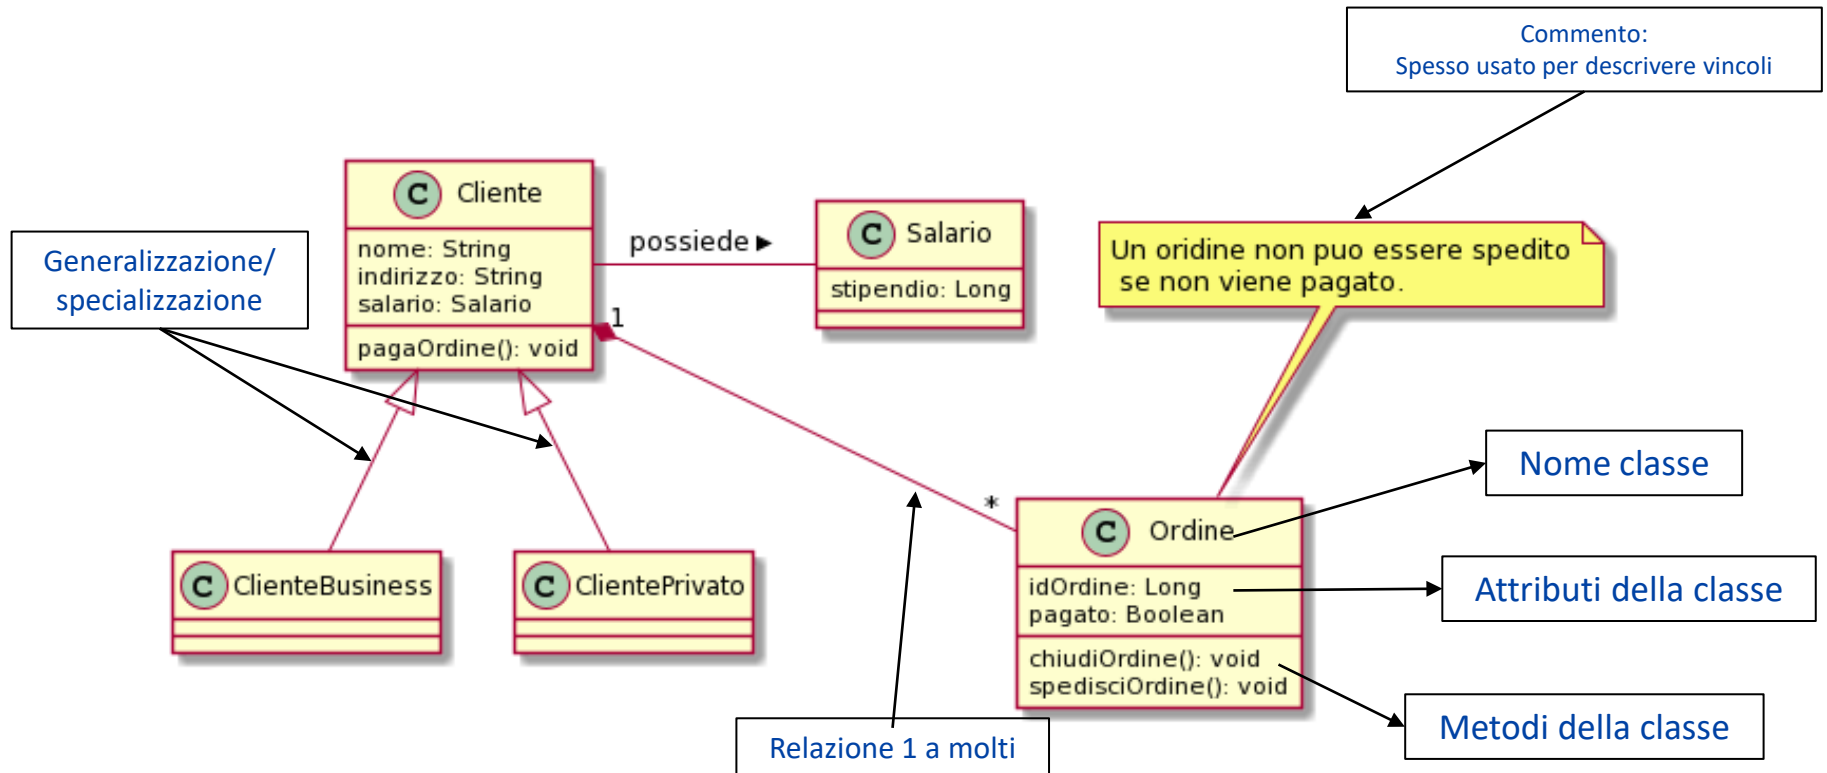 Commento:
Spesso usato per descrivere vincoli
C Cliente
nome: String
indirizzo: String
salario: Salario
pagaOrdine(): void
possiede ▶
C Salario
stipendio: Long
Un oridine non puo essere spedito
se non viene pagato.
Generalizzazione/
specializzazione
1
*
C ClienteBusiness
C ClientePrivato
C Ordine
idOrdine: Long
pagato: Boolean
chiudiOrdine(): void
spedisciOrdine(): void
Nome classe
Attributi della classe
Metodi della classe
Relazione 1 a molti